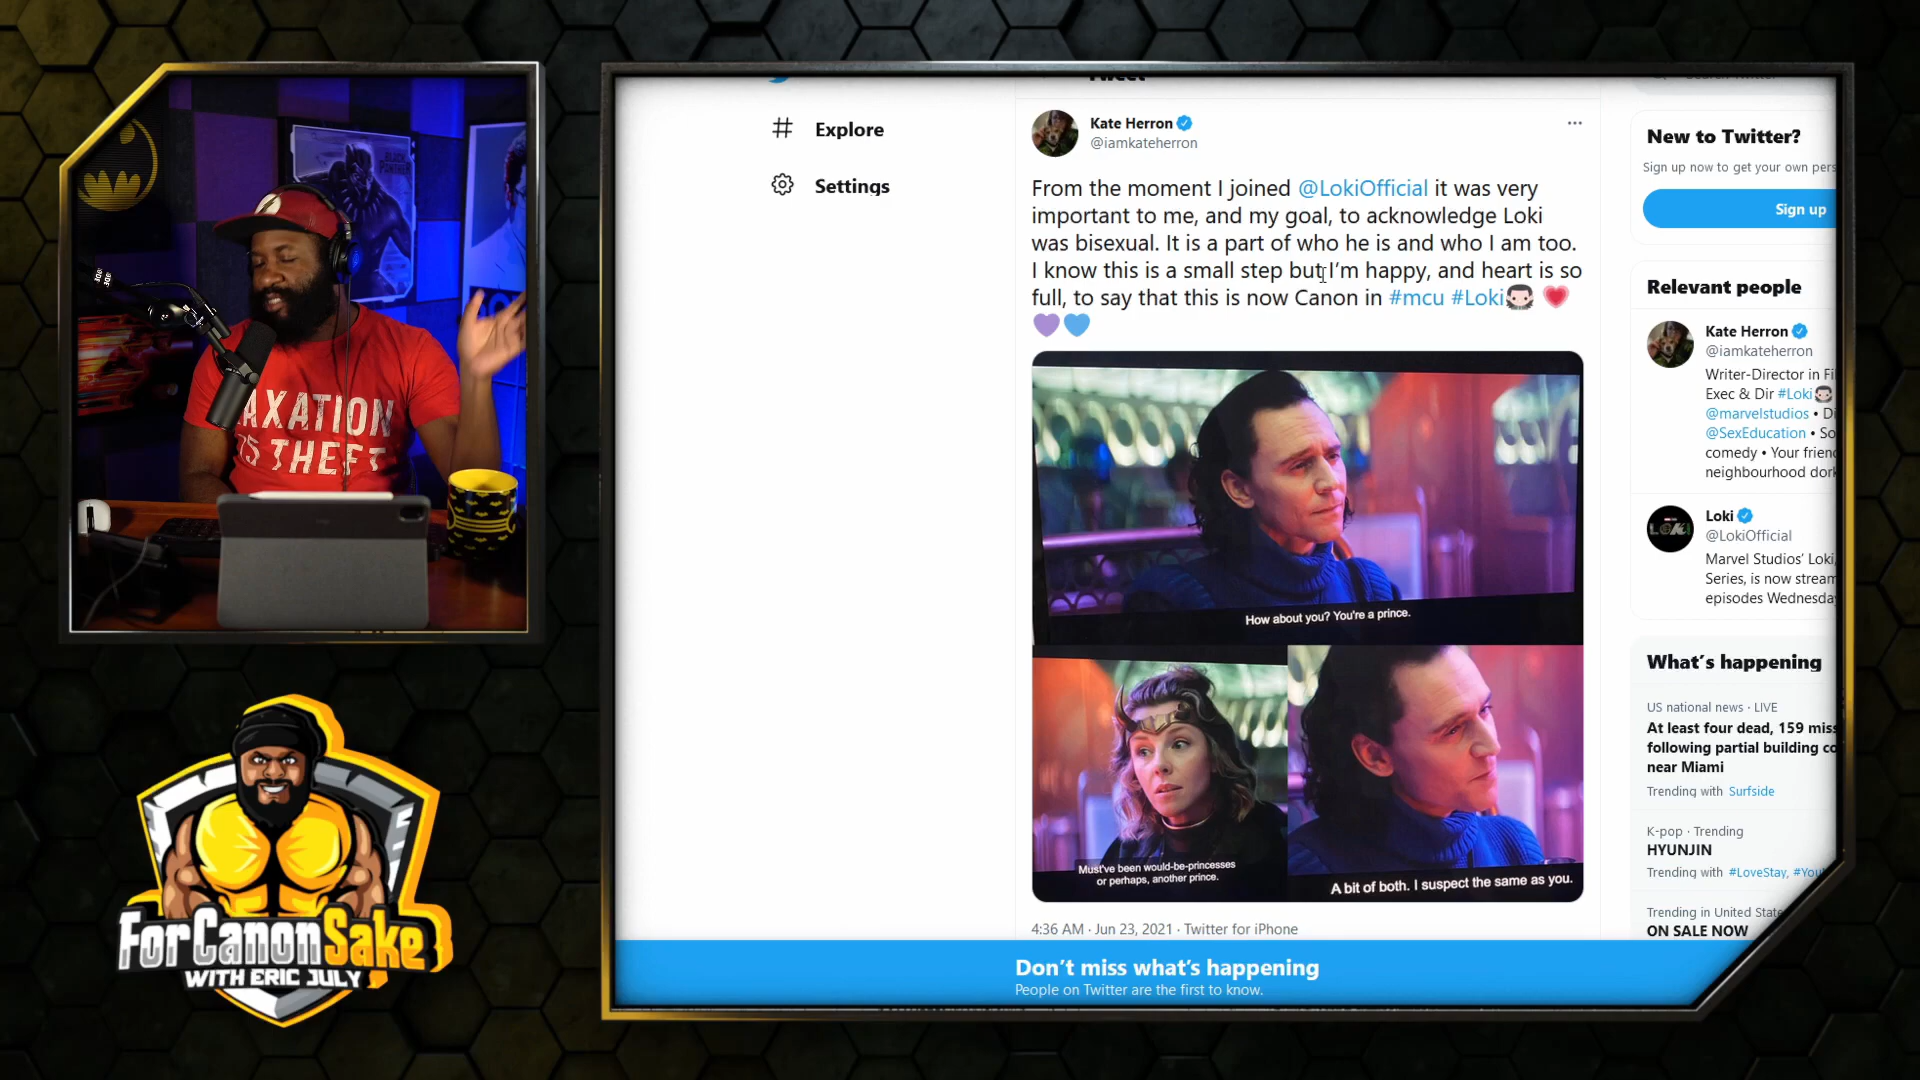 BLACK
PANTHER
AXATION
IS THEFT
ForCanonSake
WITH ERIC JULY
Tweet
Explore
Settings
Kate Herron
@iamkateherron
From the moment I joined @LokiOfficial it was very
important to me, and my goal, to acknowledge Loki
was bisexual. It is a part of who he is and who I am too.
I know this is a small step but I’m happy, and heart is so
full, to say that this is now Canon in #mcu #Loki
How about you? You're a prince.
Must've been would-be-princesses
or perhaps, another prince.
A bit of both. I suspect the same as you.
4:36 AM · Jun 23, 2021 · Twitter for iPhone
New to Twitter?
Sign up now to get your own pers
Sign up
Relevant people
Kate Herron
@iamkateherron
Writer-Director in Fi
Exec & Dir #Loki
@marvelstudios • Di
@SexEducation • So
comedy • Your friend
neighbourhood dork
Loki
@LokiOfficial
Marvel Studios’ Loki,
Series, is now stream
episodes Wednesday
What’s happening
US national news · LIVE
At least four dead, 159 miss
following partial building co
near Miami
Trending with Surfside
K-pop · Trending
HYUNJIN
Trending with #LoveStay, #You
Trending in United State
ON SALE NOW
Don’t miss what’s happening
People on Twitter are the first to know.